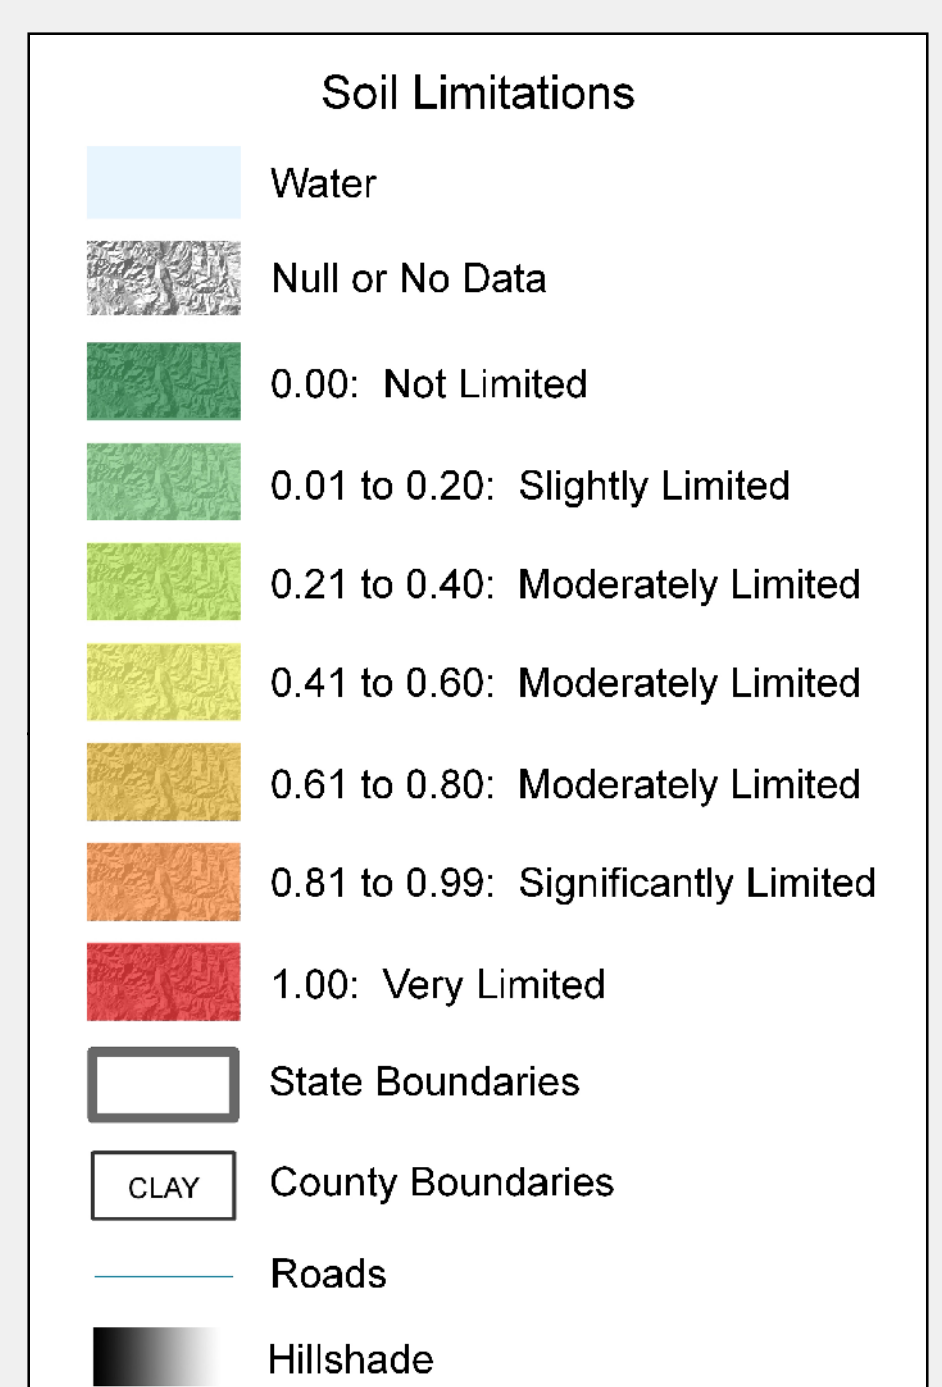 Soil Limitations
Water
Null or No Data
0.00:  Not Limited
0.01 to 0.20:  Slightly Limited
0.21 to 0.40:  Moderately Limited
0.41 to 0.60:  Moderately Limited
0.61 to 0.80:  Moderately Limited
0.81 to 0.99:  Significantly Limited
1.00:  Very Limited
State Boundaries
CLAY County Boundaries
Roads
Hillshade